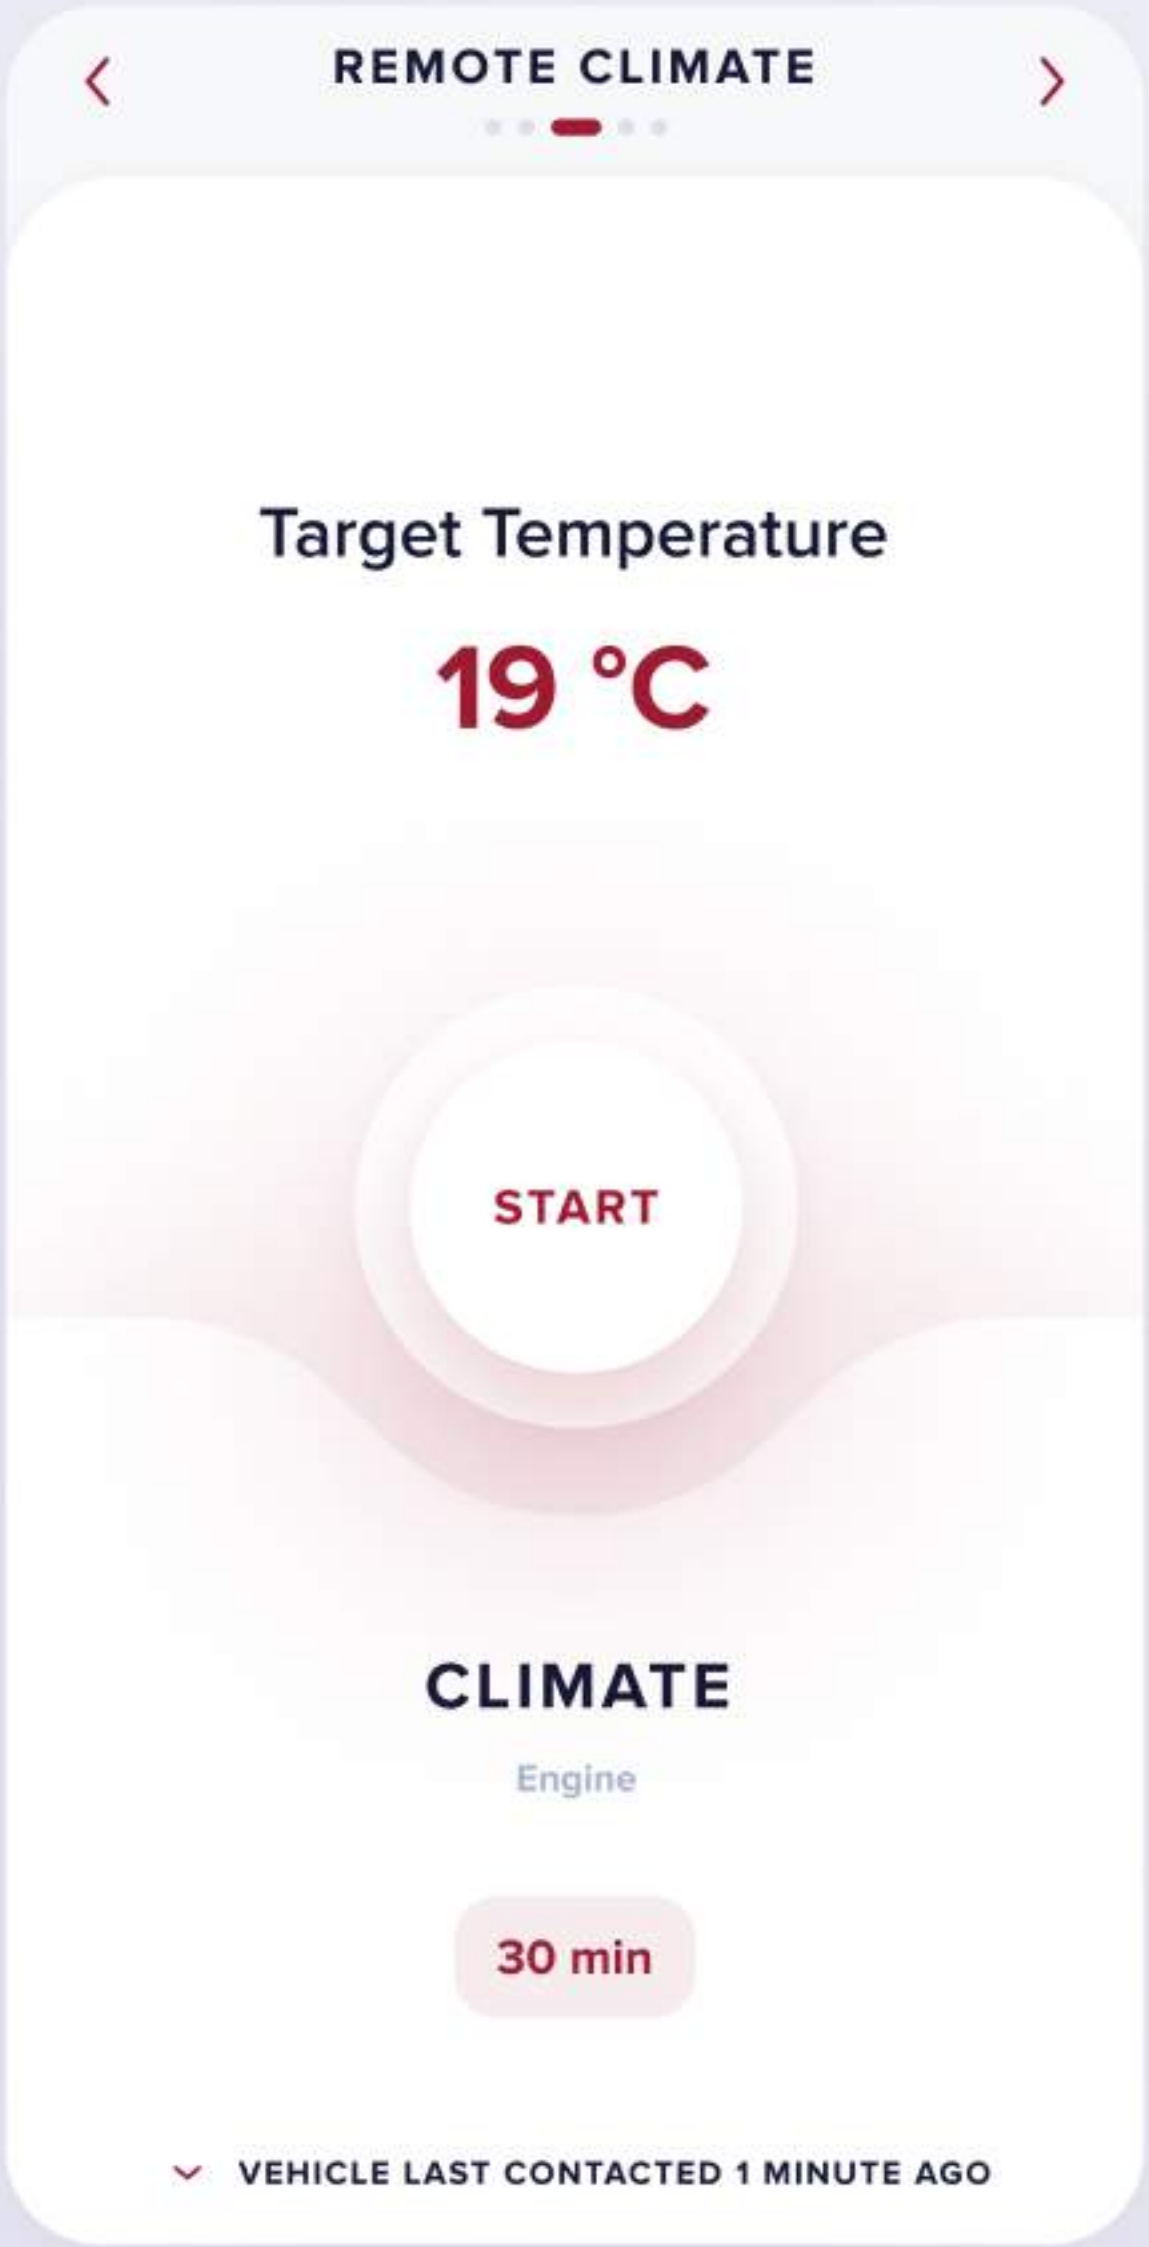 REMOTE CLIMATE
Target Temperature
19 °C
START
CLIMATE
Engine
30 min
VEHICLE LAST CONTACTED 1 MINUTE AGO